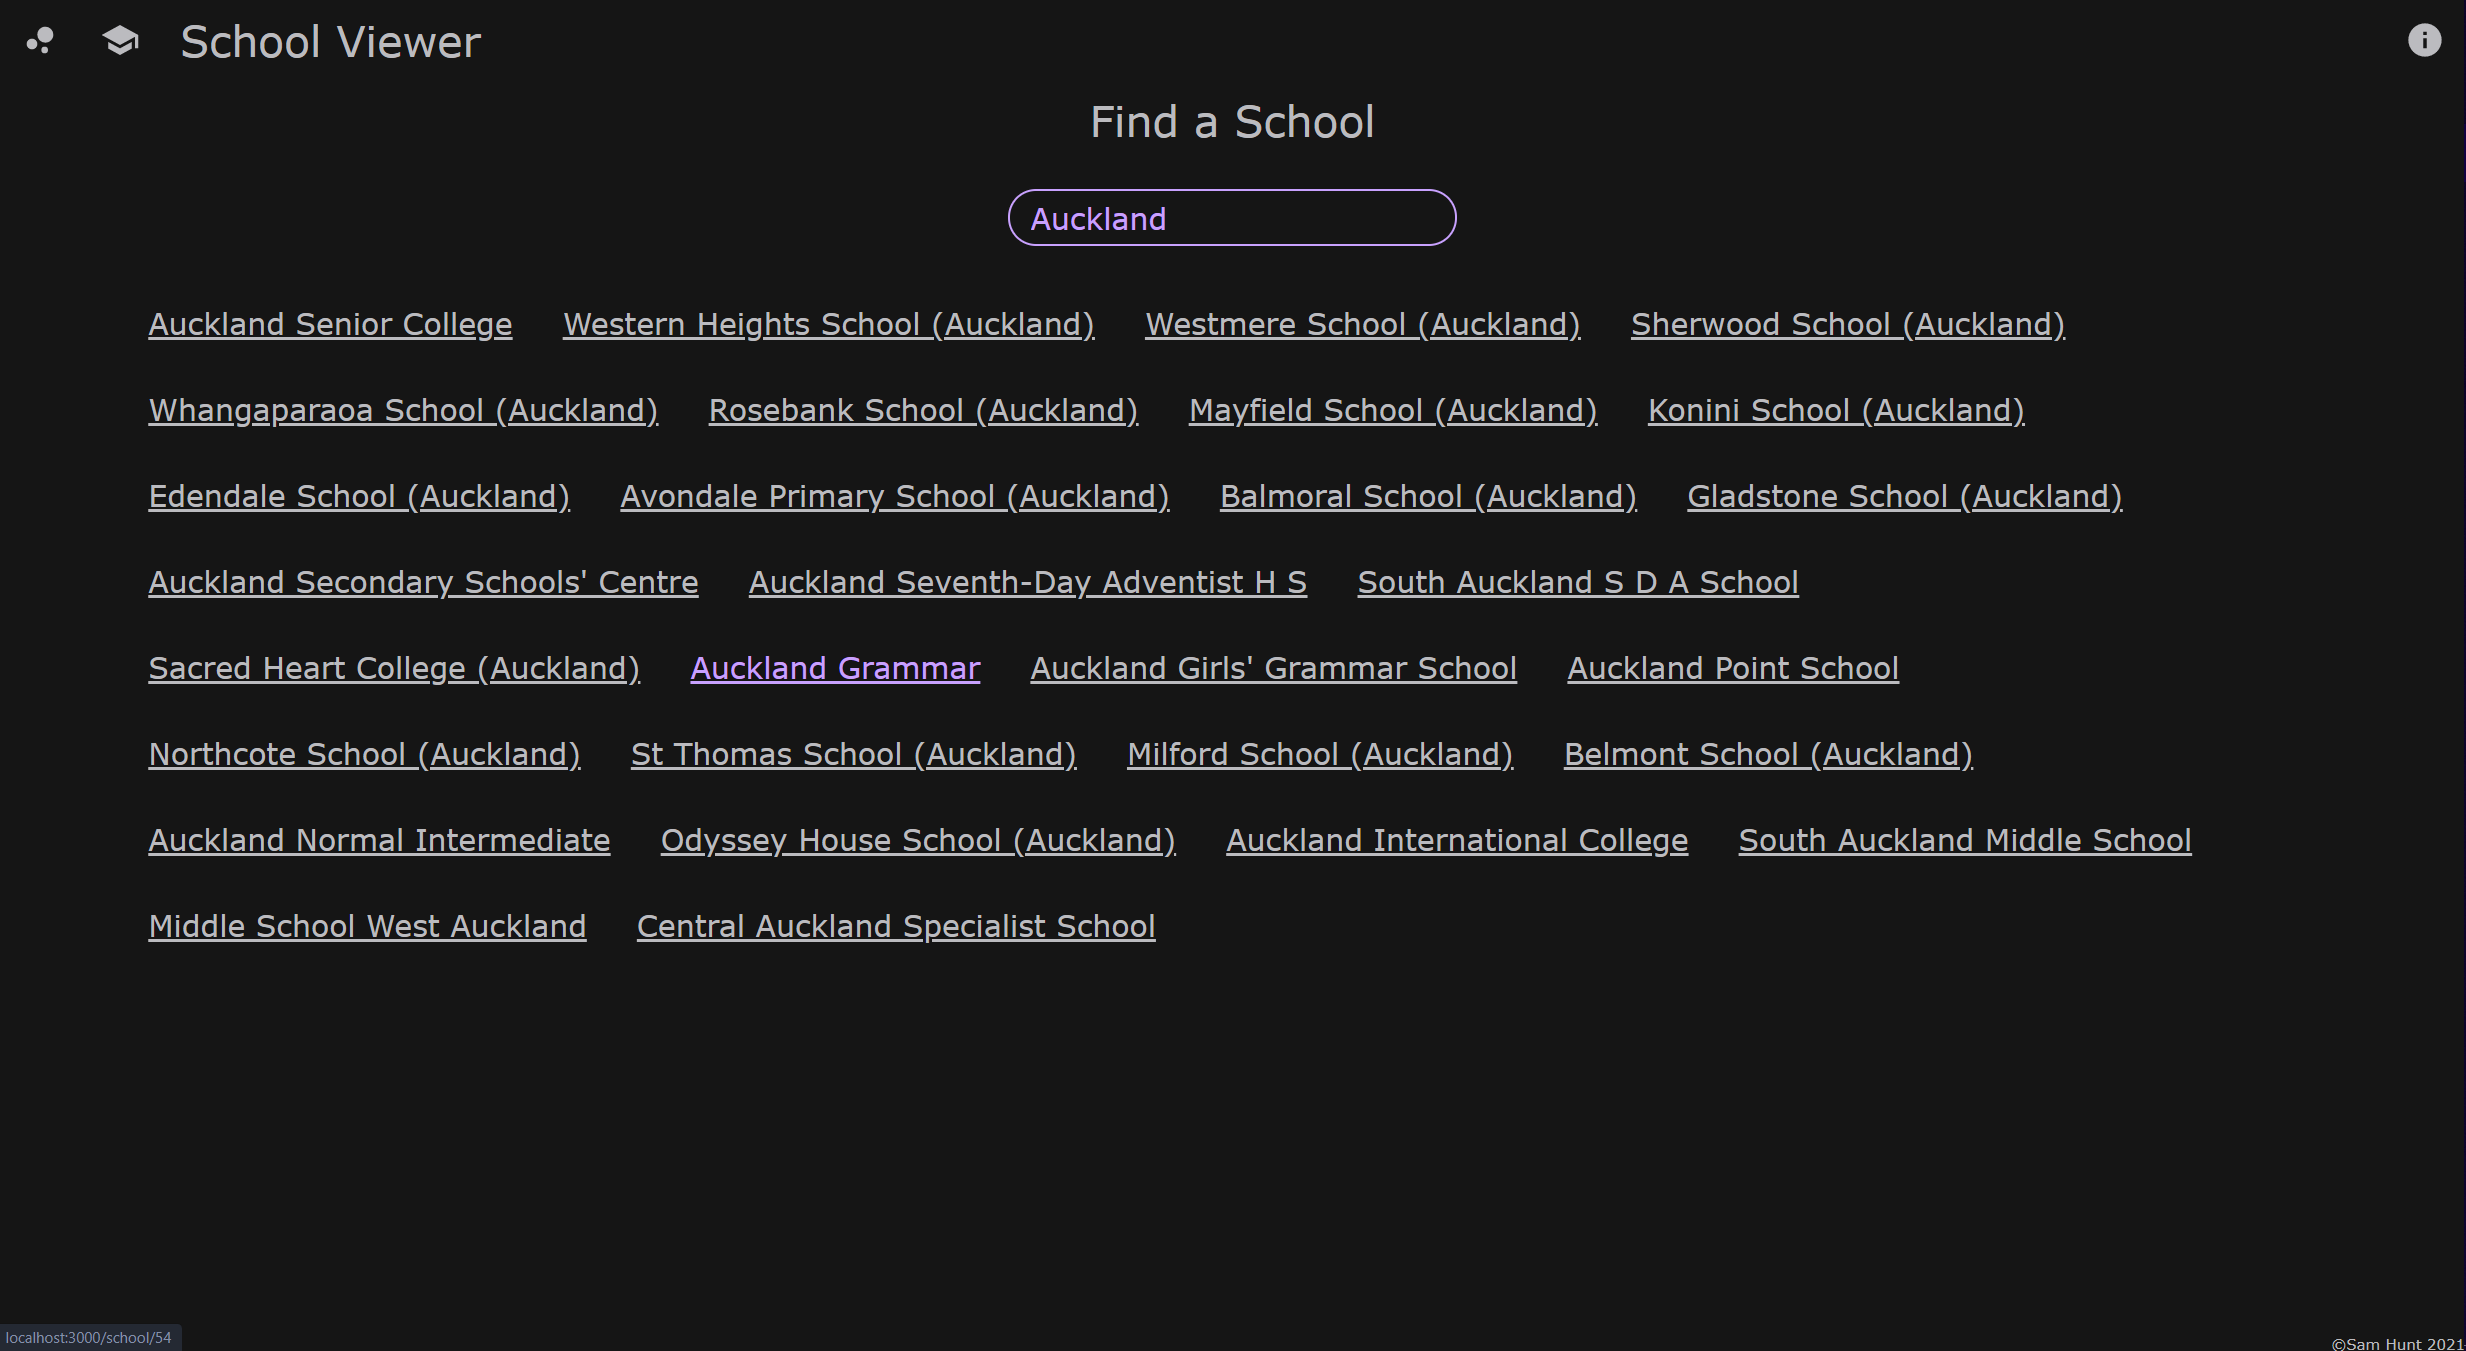 School Viewer
Find a School
Auckland
Auckland Senior College Western Heights School (Auckland) Westmere School (Auckland) Sherwood School (Auckland)
Whangaparaoa School (Auckland) Rosebank School (Auckland) Mayfield School (Auckland) Konini School (Auckland)
Edendale School (Auckland) Avondale Primary School (Auckland) Balmoral School (Auckland) Gladstone School (Auckland)
Auckland Secondary Schools' Centre Auckland Seventh-Day Adventist H S South Auckland S D A School
Sacred Heart College (Auckland) Auckland Grammar Auckland Girls' Grammar School Auckland Point School
Northcote School (Auckland) St Thomas School (Auckland) Milford School (Auckland) Belmont School (Auckland)
Auckland Normal Intermediate Odyssey House School (Auckland) Auckland International College South Auckland Middle School
Middle School West Auckland Central Auckland Specialist School
localhost:3000/school/54
©Sam Hunt 2021